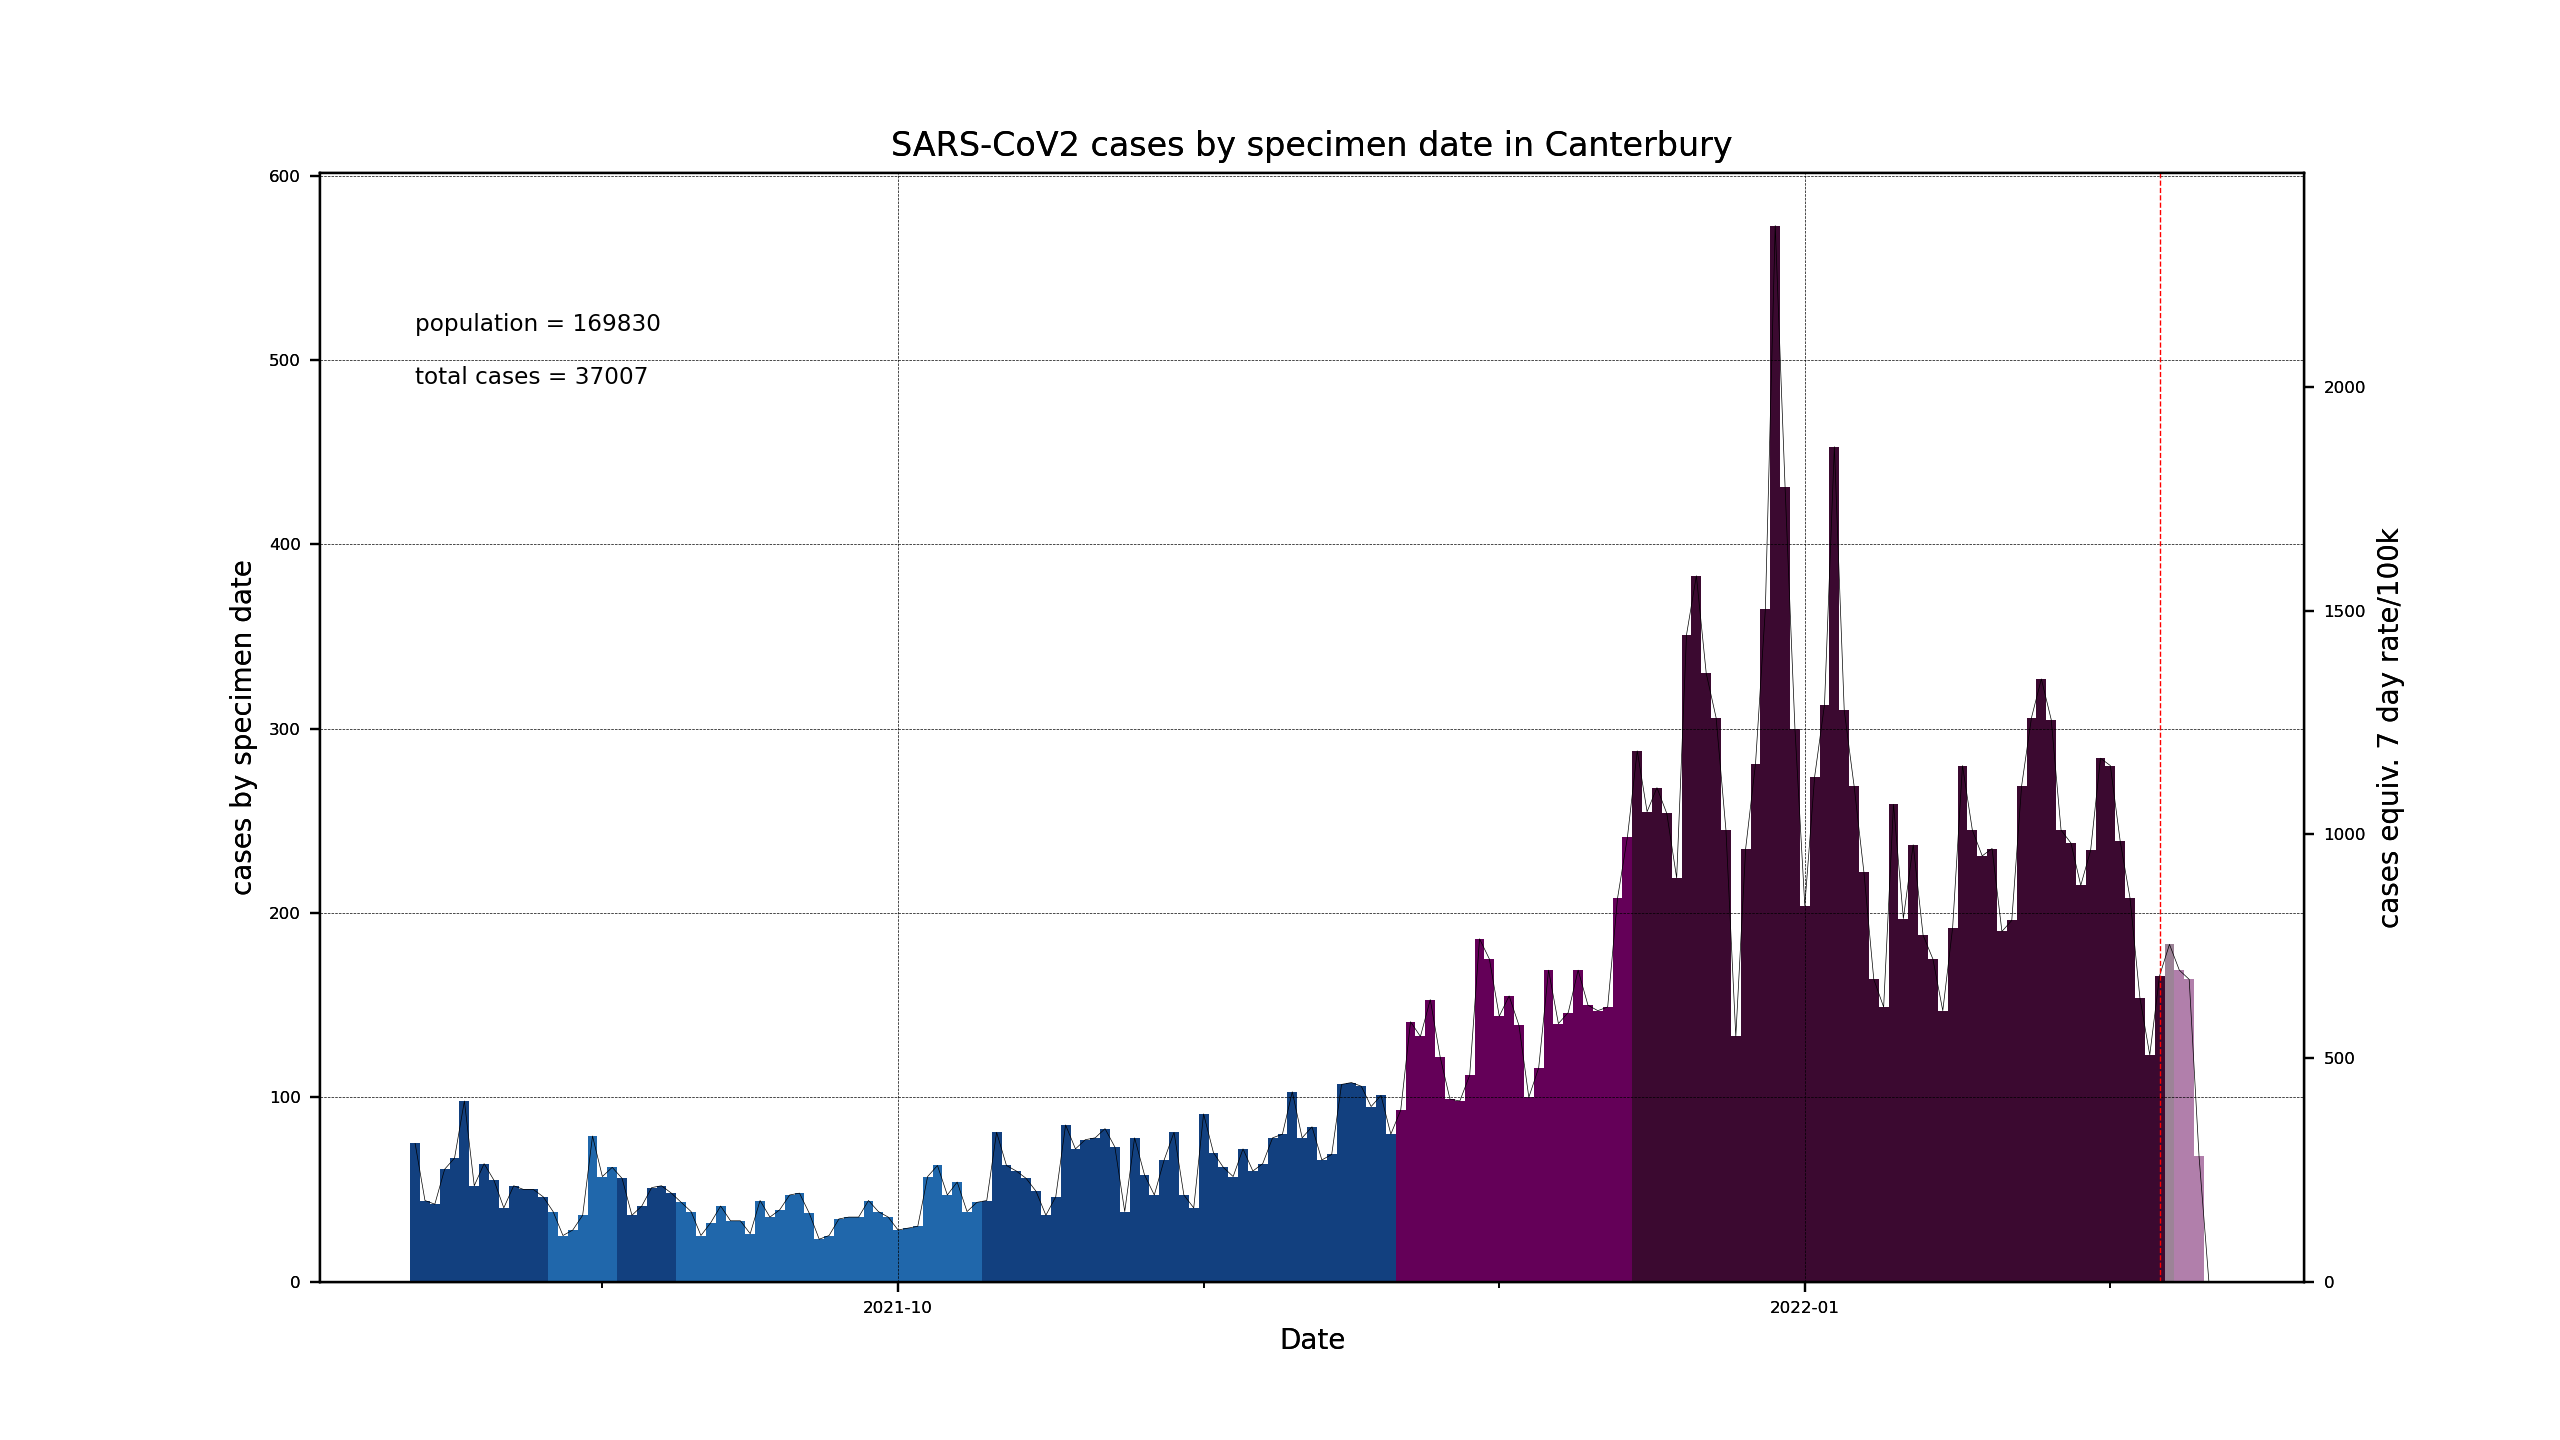 SARS-CoV2 cases by specimen date in Canterbury
population = 169830
total cases = 37007
cases by specimen date
600
500
400
300
200
100
0
2000
1500
1000
500
0
cases equiv. 7 day rate/100k
2021-10
2022-01
Date